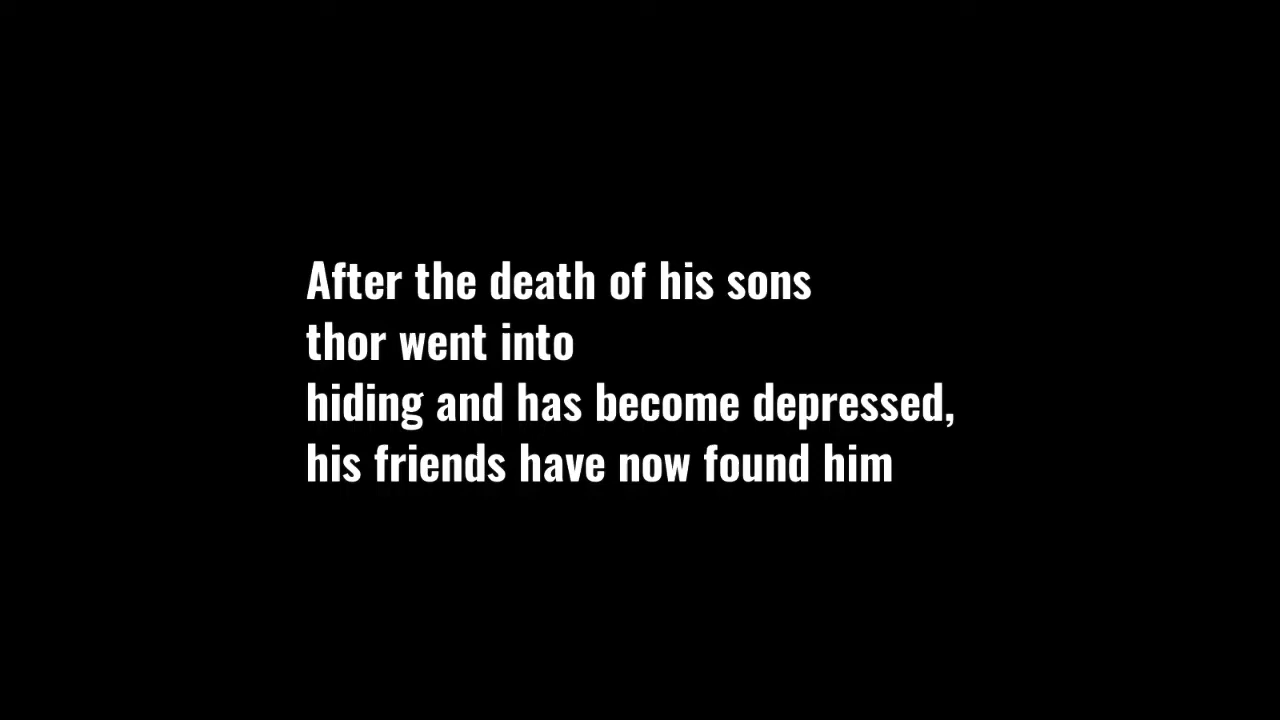 After the death of his sons
thor went into
hiding and has become depressed,
his friends have now found him